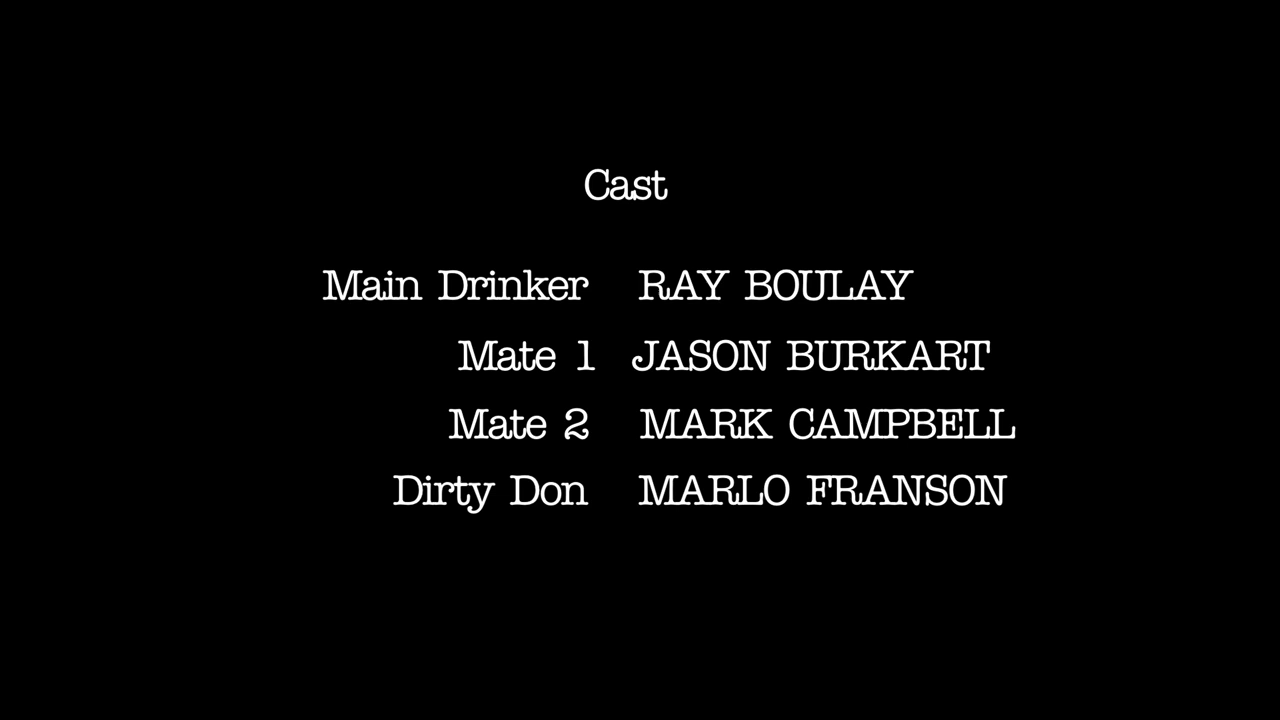 Cast
Main Drinker RAY BOULAY
Mate 1 JASON BURKART
Mate 2 MARK CAMPBELL
Dirty Don MARLO FRANSON